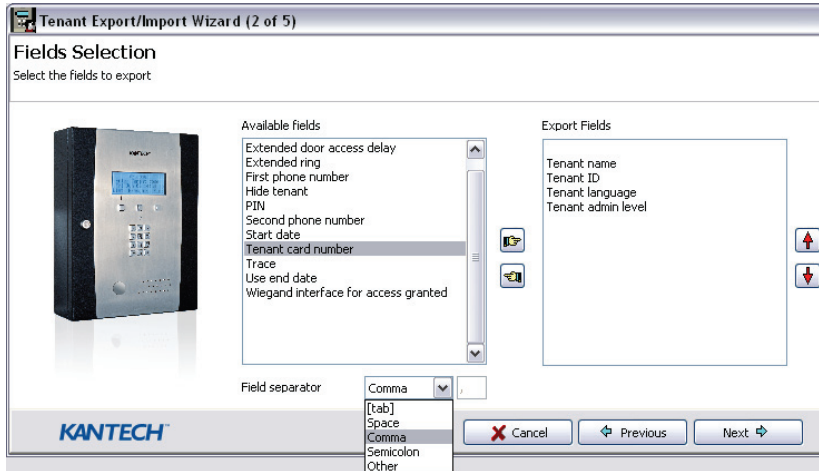 Tenant Export/Import Wizard (2 of 5)
Fields Selection
Select the fields to export
Available fields
Extended door access delay
Extended ring
First phone number
Hide tenant
PIN
Second phone number
Start date
Tenant card number
Trace
Use end date
Wiegand interface for access granted
Export Fields
Tenant name
Tenant ID
Tenant language
Tenant admin level
Field separator
Comma
,
[tab]
Space
Comma
Semicolon
Other
KANTECH
Cancel
Previous
Next